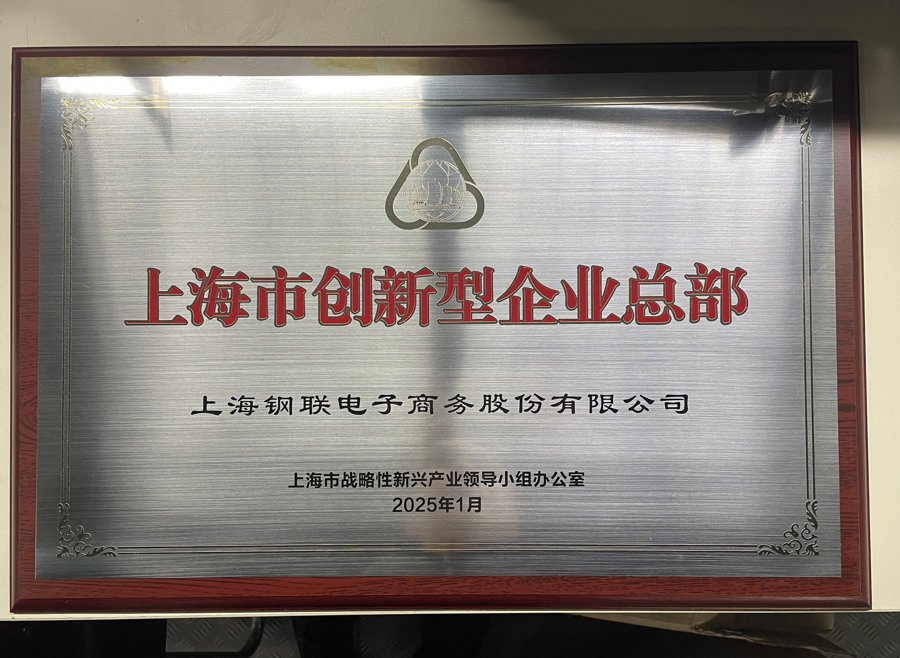 上海市创新型企业总部
上海钢联电子商务股份有限公司
上海市战略性新兴产业领导小组办公室
2025年1月